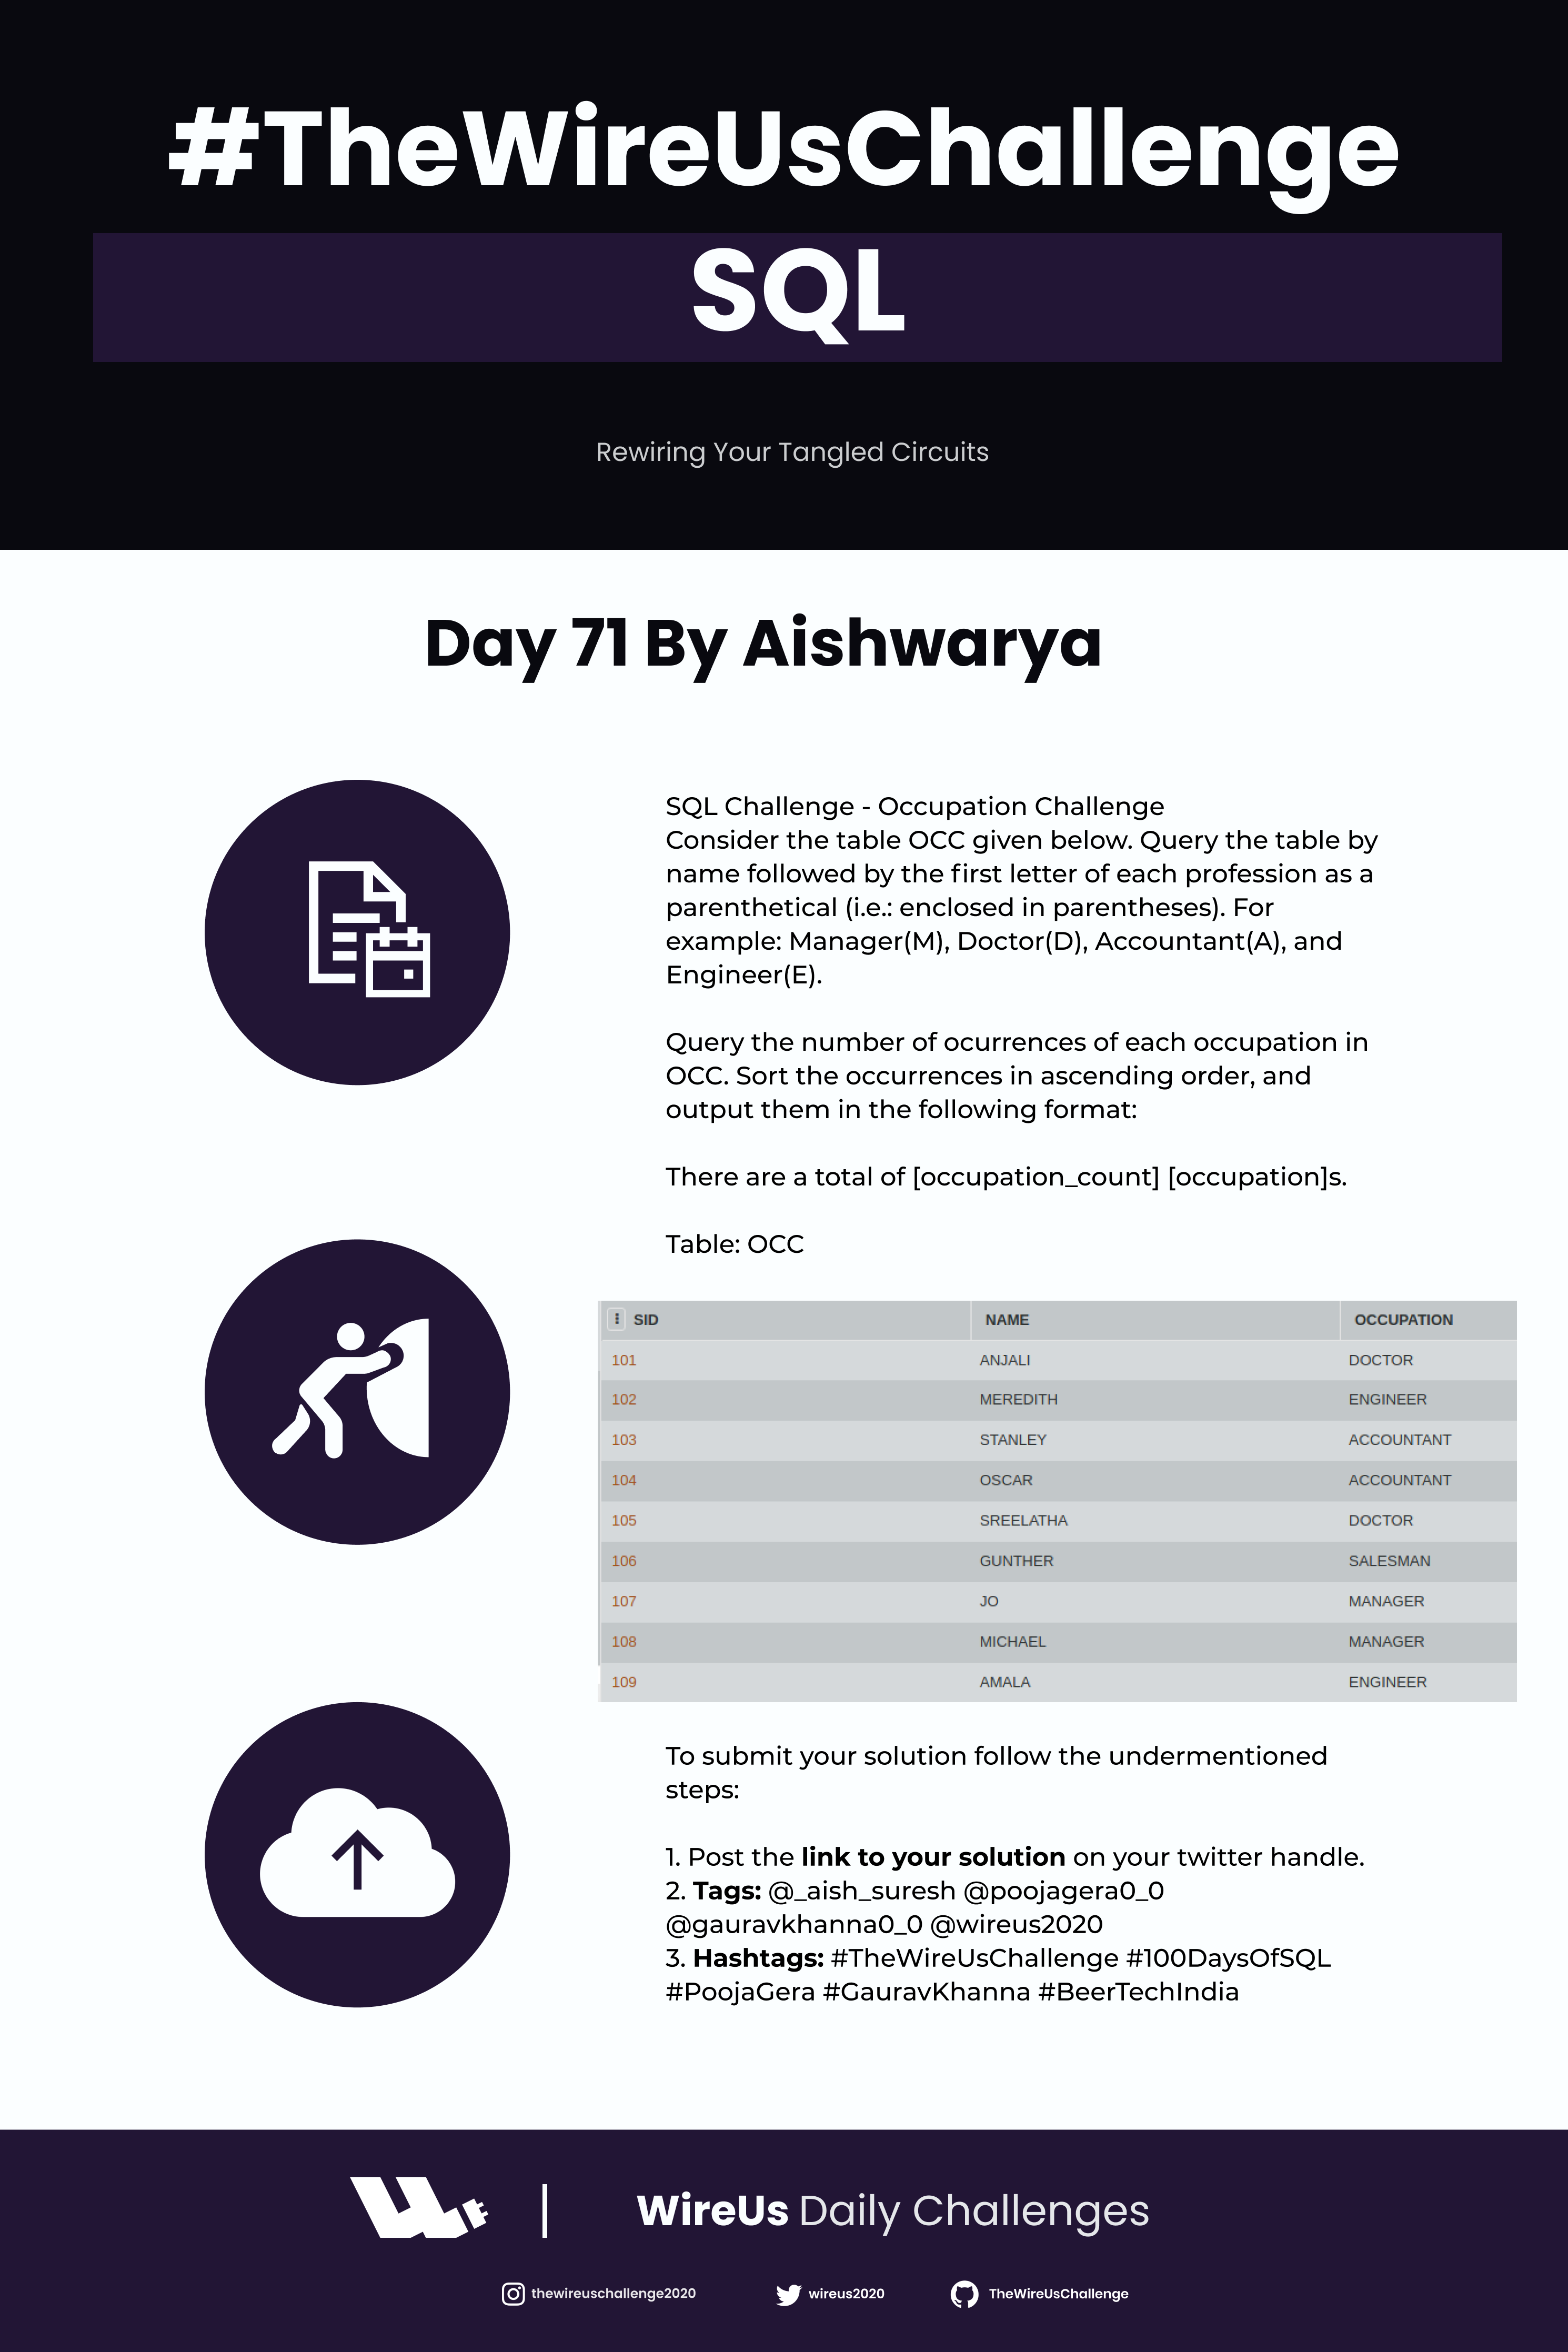 #TheWireUsChallenge
SQL
Rewiring Your Tangled Circuits
Day 71 By Aishwarya
SQL Challenge - Occupation Challenge
Consider the table OCC given below. Query the table by
name followed by the first letter of each profession as a
parenthetical (i.e.: enclosed in parentheses). For
example: Manager(M), Doctor(D), Accountant(A), and
Engineer(E).
Query the number of ocurrences of each occupation in
OCC. Sort the occurrences in ascending order, and
output them in the following format:
There are a total of [occupation_count] [occupation]s.
Table: OCC
SID NAME OCCUPATION
101 ANJALI DOCTOR
102 MEREDITH ENGINEER
103 STANLEY ACCOUNTANT
104 OSCAR ACCOUNTANT
105 SREELATHA DOCTOR
106 GUNTHER SALESMAN
107 JO MANAGER
108 MICHAEL MANAGER
109 AMALA ENGINEER
To submit your solution follow the undermentioned
steps:
1. Post the link to your solution on your twitter handle.
2. Tags: @_aish_suresh @poojagera0_0
@gauravkhanna0_0 @wireus2020
3. Hashtags: #TheWireUsChallenge #100DaysOfSQL
#PoojaGera #GauravKhanna #BeerTechIndia
WireUs Daily Challenges
thewireuschallenge2020 wireus2020 TheWireUsChallenge